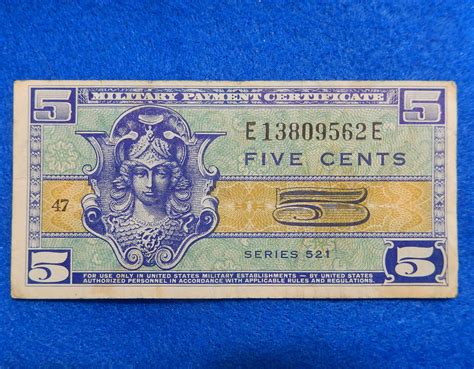 5 MILITARY PAYMENT CERTIFICATE 5
E13809562E
FIVE CENTS
47
5
SERIES 521
5 FOR USE ONLY IN UNITED STATES MILITARY ESTABLISHMENTS — BY UNITED STATES 5
AUTHORIZED PERSONNEL IN ACCORDANCE WITH APPLICABLE RULES AND REGULATIONS.